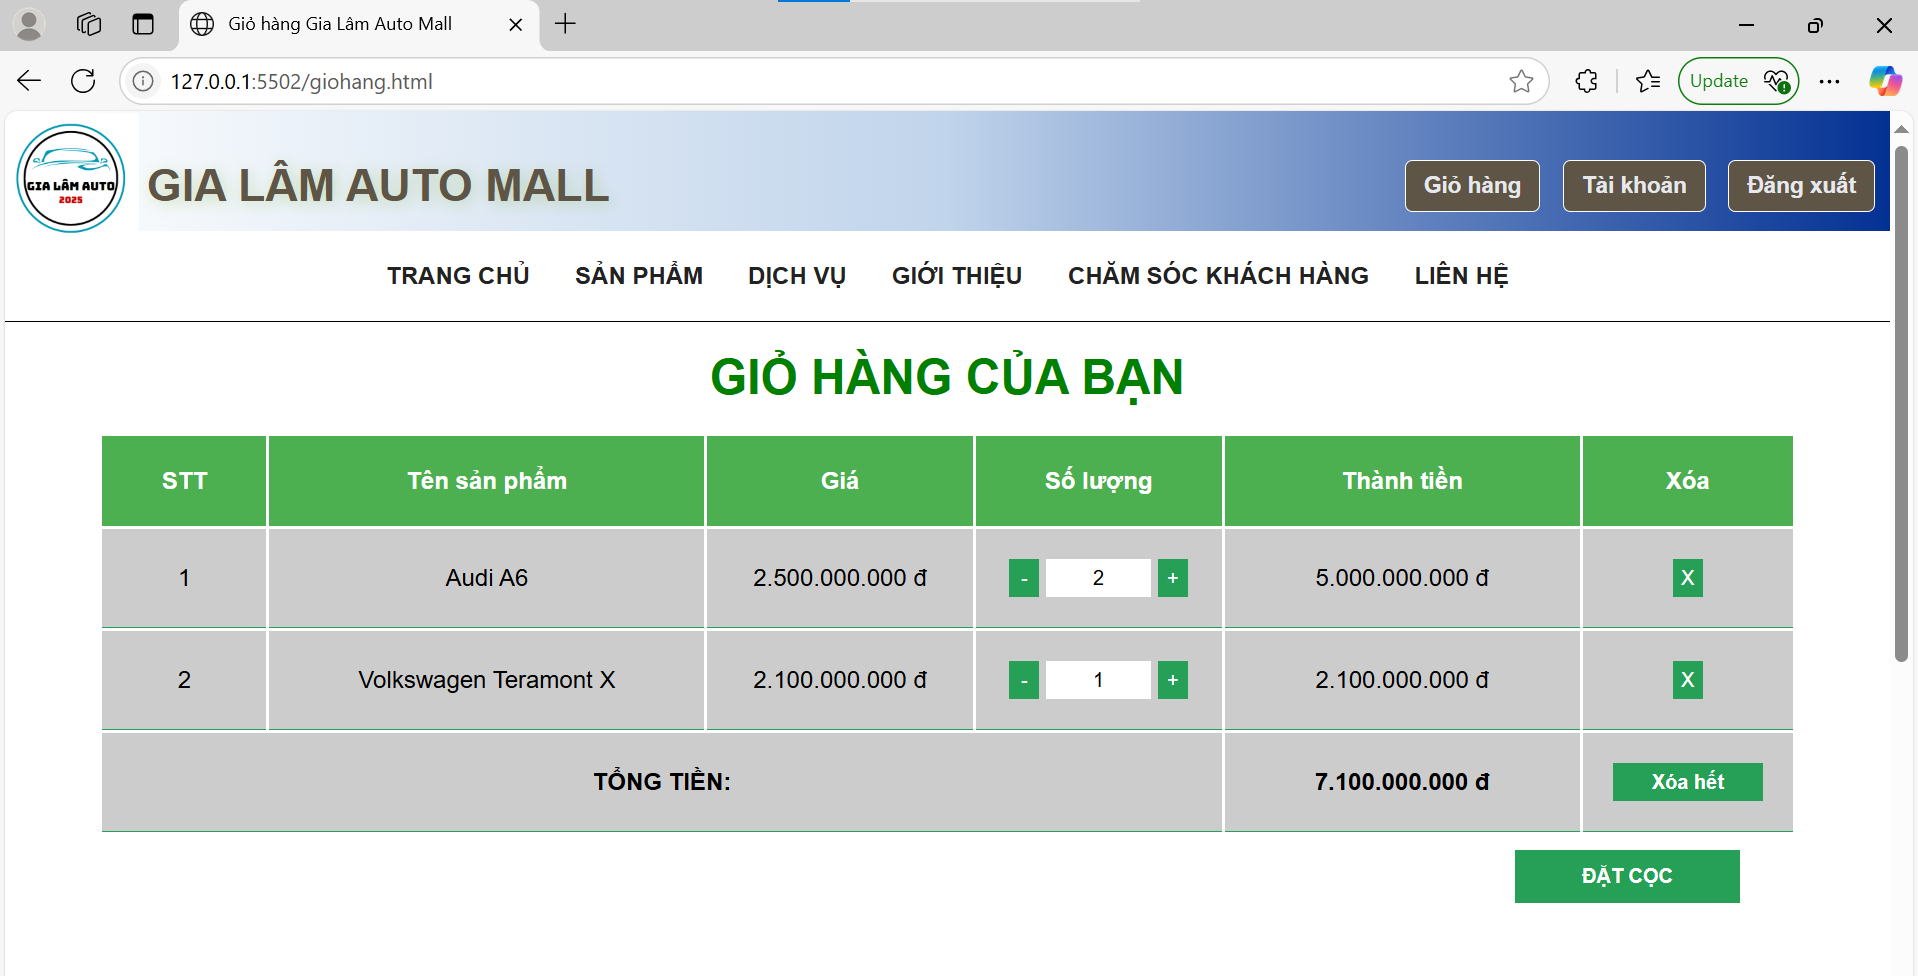 Giỏ hàng Gia Lâm Auto Mall
127.0.0.1:5502/giohang.html
Update
GIA LÂM AUTO
2025
GIA LÂM AUTO MALL
Giỏ hàng
Tài khoản
Đăng xuất
TRANG CHỦ SẢN PHẨM DỊCH VỤ GIỚI THIỆU CHĂM SÓC KHÁCH HÀNG LIÊN HỆ
GIỎ HÀNG CỦA BẠN
STT Tên sản phẩm Giá Số lượng Thành tiền Xóa
1 Audi A6 2.500.000.000 đ - 2 + 5.000.000.000 đ X
2 Volkswagen Teramont X 2.100.000.000 đ - 1 + 2.100.000.000 đ X
TỔNG TIỀN: 7.100.000.000 đ Xóa hết
ĐẶT CỌC